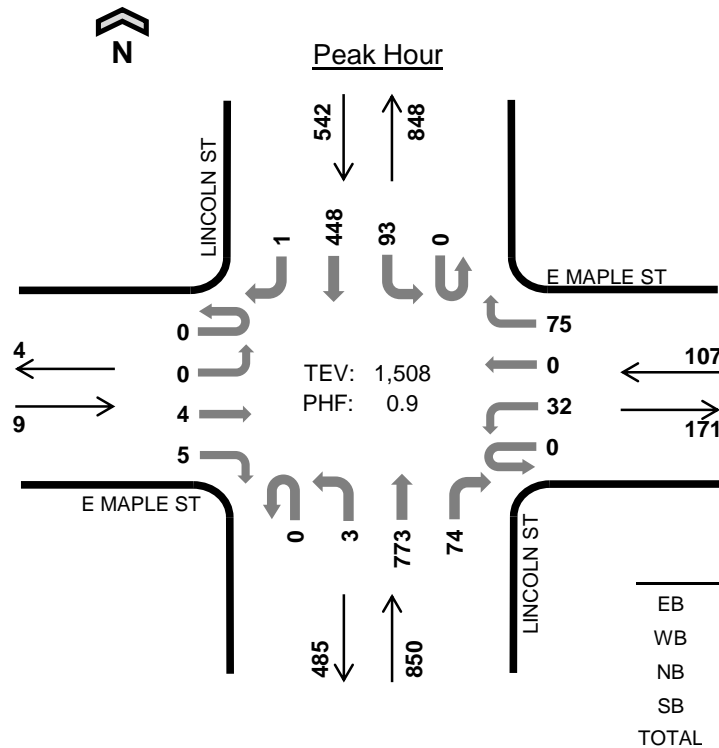 N
Peak Hour
542
848
LINCOLN ST
1
448
93
0
E MAPLE ST
0
75
4
0
TEV: 1,508
0
107
9
4
PHF: 0.9
32
171
5
0
E MAPLE ST
0
3
773
74
LINCOLN ST
485
850
EB
WB
NB
SB
TOTAL